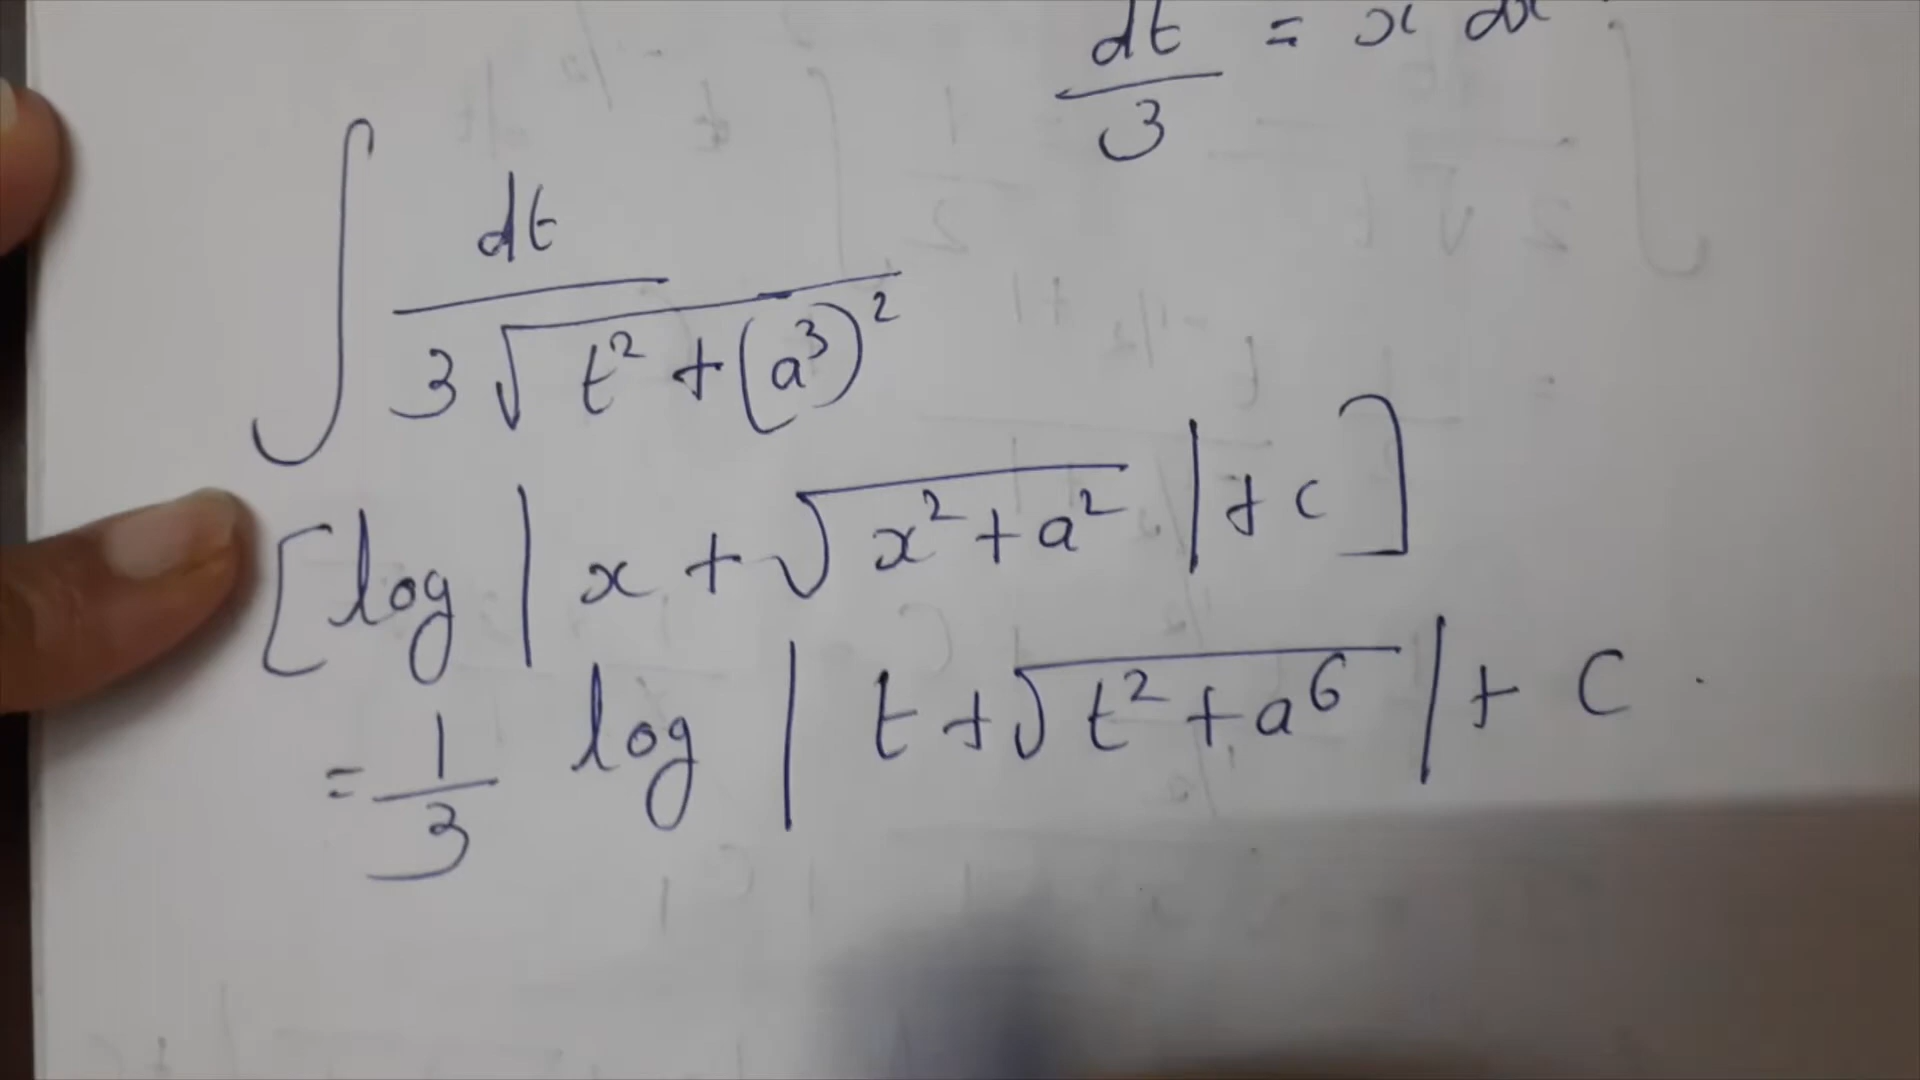 dt/3 = x dx
∫ dt / 3√(t² + (a³)²)
[log | x + √(x² + a²) | + c]
= 1/3 log | t + √(t² + a⁶) | + C